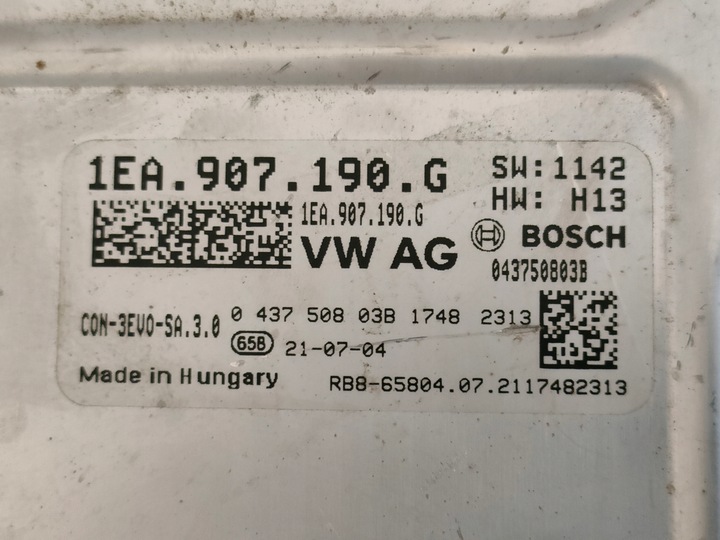 1EA.907.190.G
SW: 1142
HW: H13
1EA.907.190.G
VW AG
BOSCH
043750803B
CON-3EVO-SA.3.0
0 437 508 03B 1748 2313
65B 21-07-04
Made in Hungary
RB8-65804.07.2117482313